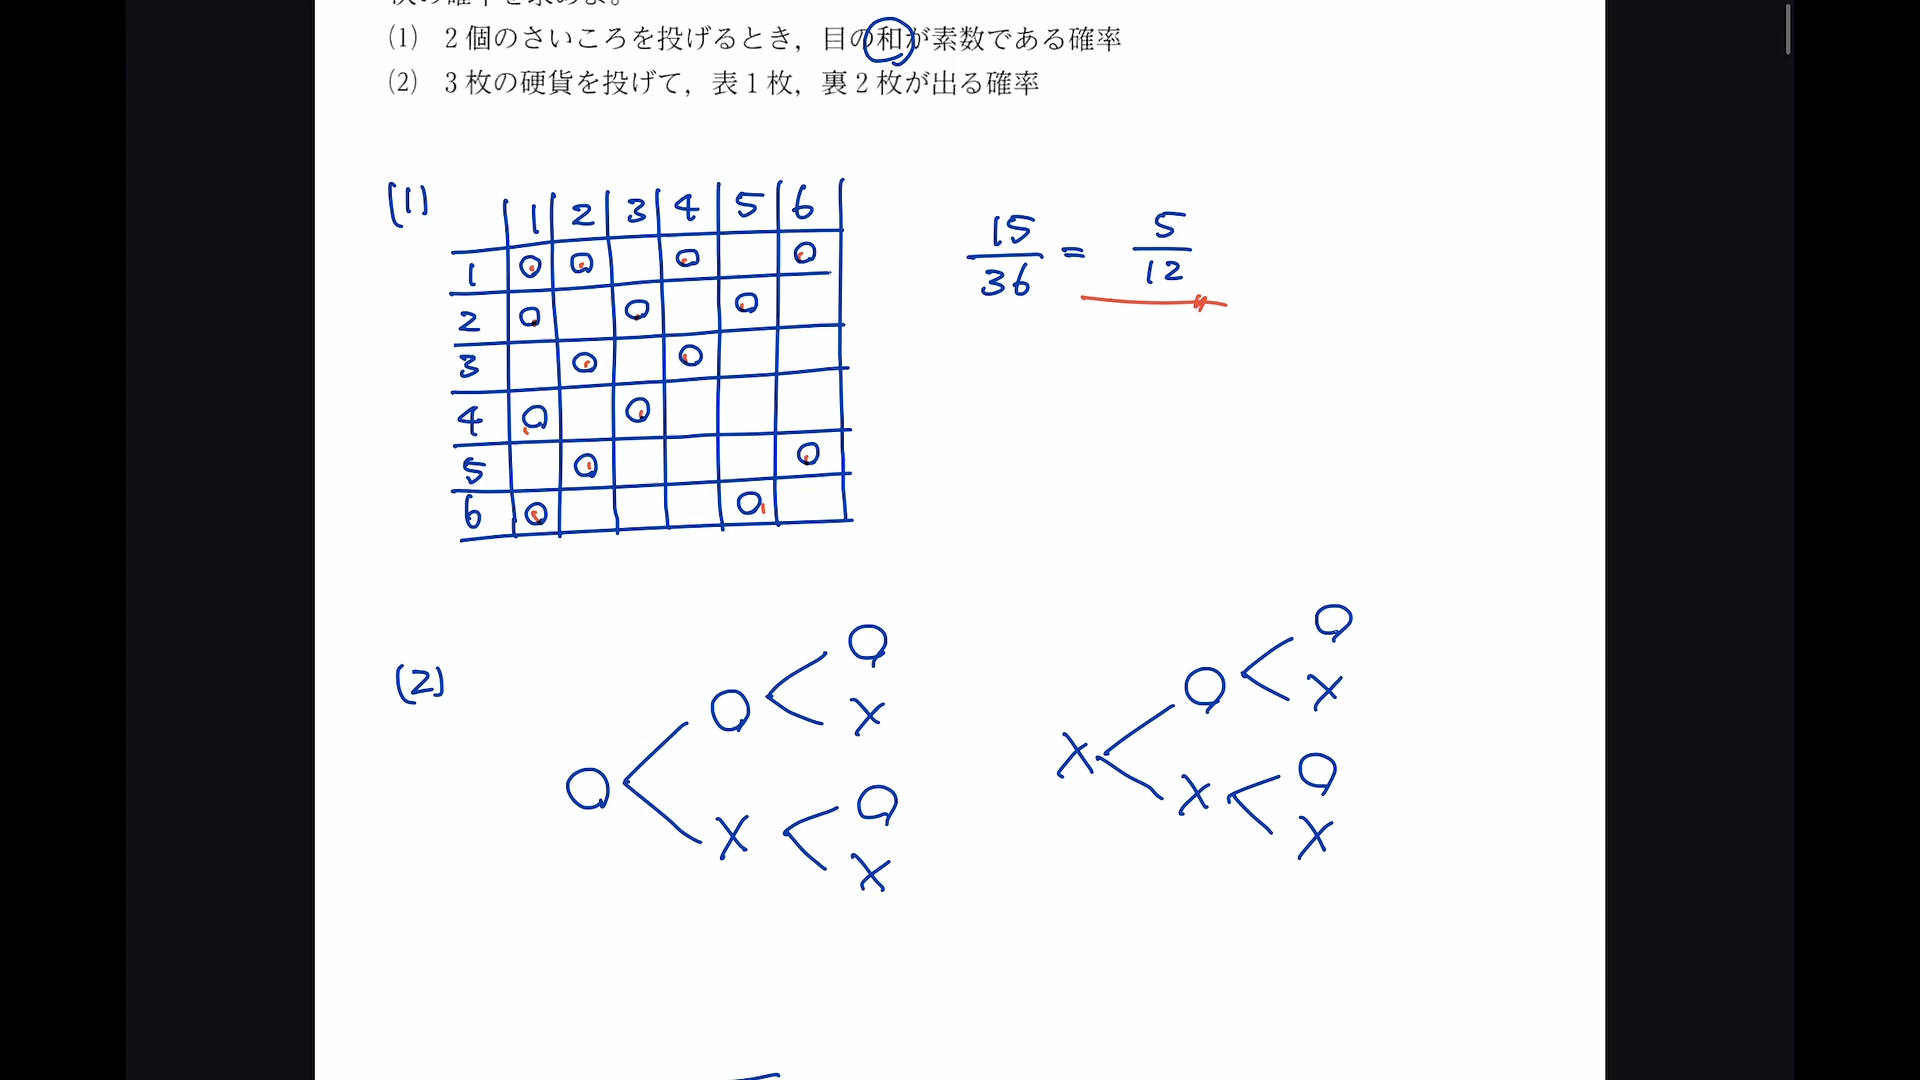 (1) 2個のさいころを投げるとき，目の和が素数である確率
(2) 3枚の硬貨を投げて，表1枚，裏2枚が出る確率
(1)
1 2 3 4 5 6
1 ○ ○ ○ ○
2 ○ ○ ○
3 ○ ○
4 ○ ○
5 ○ ○
6 ○ ○
15/36 = 5/12
(2)
○ ○ ○
×
× ○
×
× ○ ○
×
× ○
×